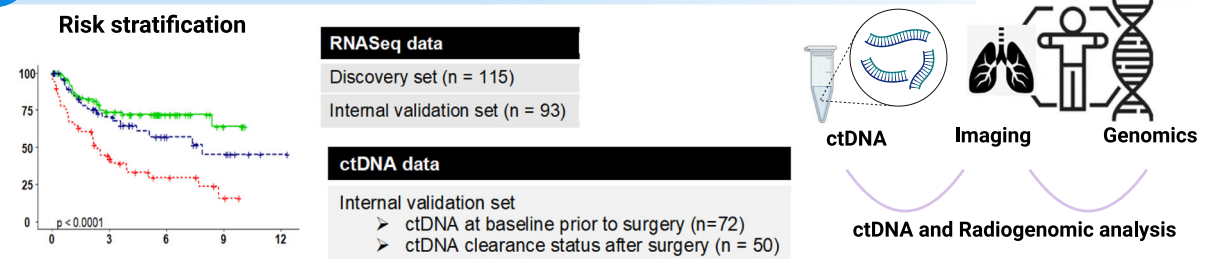 Risk stratification
100
75
50
25
0
p < 0.0001
0 3 6 9 12
RNASeq data
Discovery set (n = 115)
Internal validation set (n = 93)
ctDNA data
Internal validation set
➢ ctDNA at baseline prior to surgery (n=72)
➢ ctDNA clearance status after surgery (n = 50)
ctDNA
Imaging
Genomics
ctDNA and Radiogenomic analysis